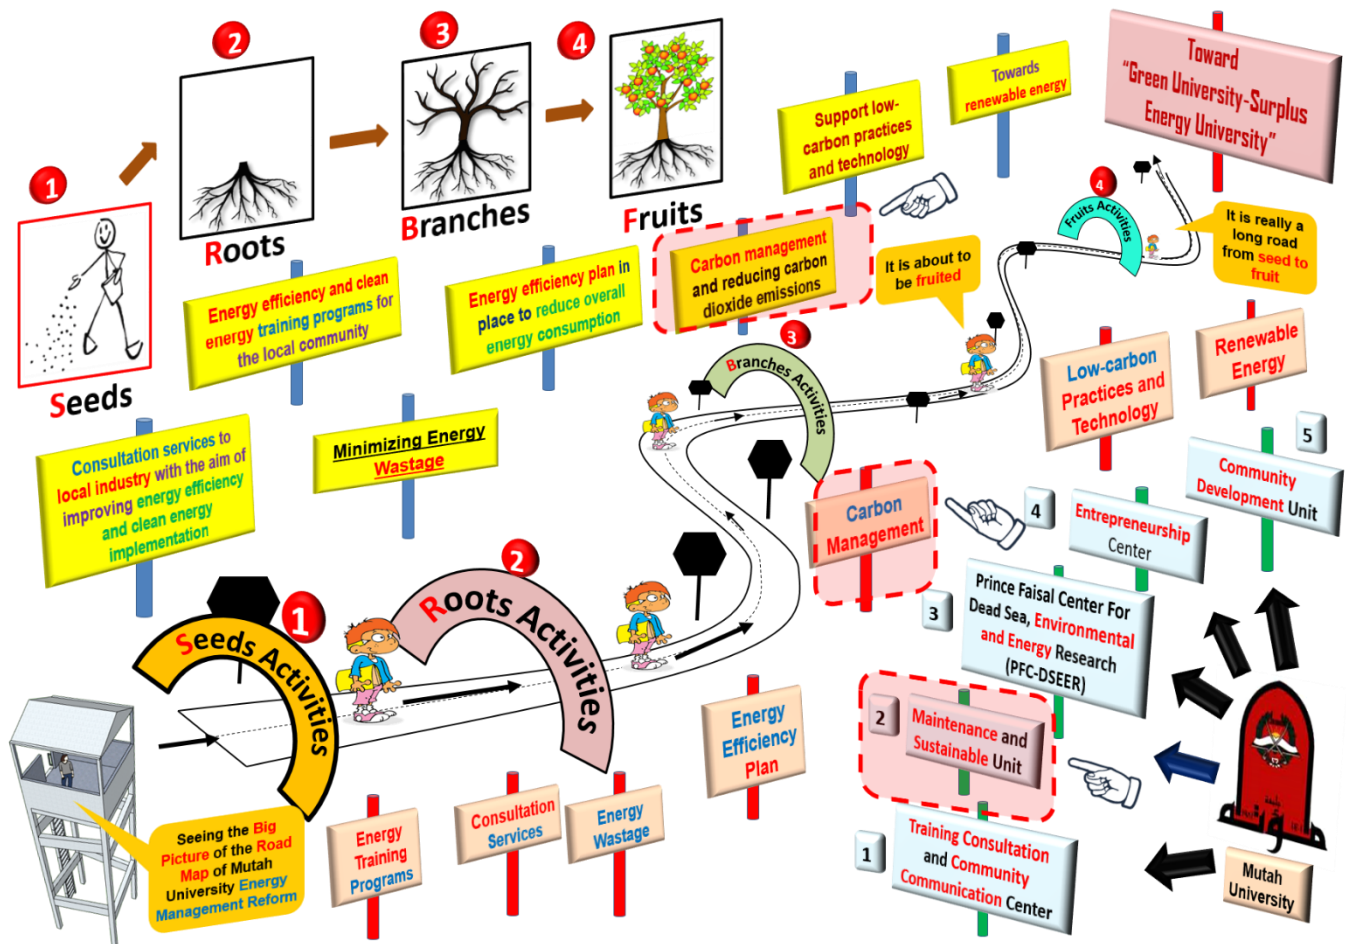 1
Seeds
2
Roots
3
Branches
4
Fruits
Support low-
carbon practices
and technology
Towards
renewable energy
Toward
“Green University-Surplus
Energy University”
Energy efficiency and clean
energy training programs for
the local community
Energy efficiency plan in
place to reduce overall
energy consumption
Carbon management
and reducing carbon
dioxide emissions
It is about to
be fruited
4
Fruits Activities
It is really a
long road
from seed to
fruit
Consultation services to
local industry with the aim of
improving energy efficiency
and clean energy
implementation
Minimizing Energy
Wastage
3
Branches Activities
Low-carbon
Practices and
Technology
Renewable
Energy
1
Seeds Activities
2
Roots Activities
Carbon
Management
5
Community
Development Unit
4
Entrepreneurship
Center
3
Prince Faisal Center For
Dead Sea, Environmental
and Energy Research
(PFC-DSEER)
2
Maintenance and
Sustainable Unit
1
Training Consultation
and Community
Communication Center
Mutah
University
Seeing the Big
Picture of the Road
Map of Mutah
University Energy
Management Reform
Energy
Training
Programs
Consultation
Services
Energy
Wastage
Energy
Efficiency
Plan